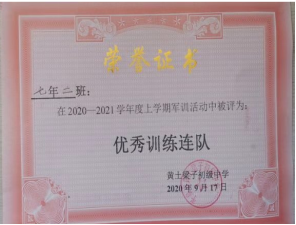 荣誉证书
七年二班：
在2020—2021学年度上学期军训活动中被评为：
优秀训练连队
黄土梁子初级中学
2020年9月17日